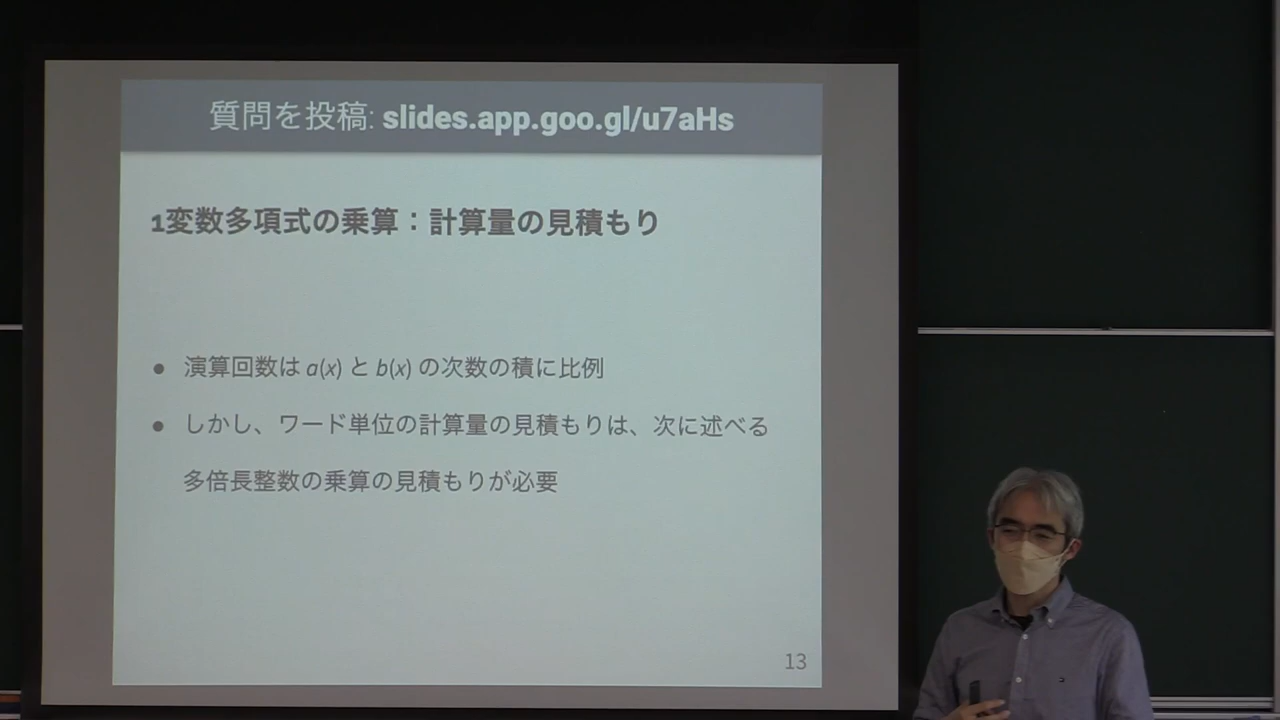 質問を投稿: slides.app.goo.gl/u7aHs
1変数多項式の乗算：計算量の見積もり
● 演算回数は a(x) と b(x) の次数の積に比例
● しかし、ワード単位の計算量の見積もりは、次に述べる
多倍長整数の乗算の見積もりが必要
13